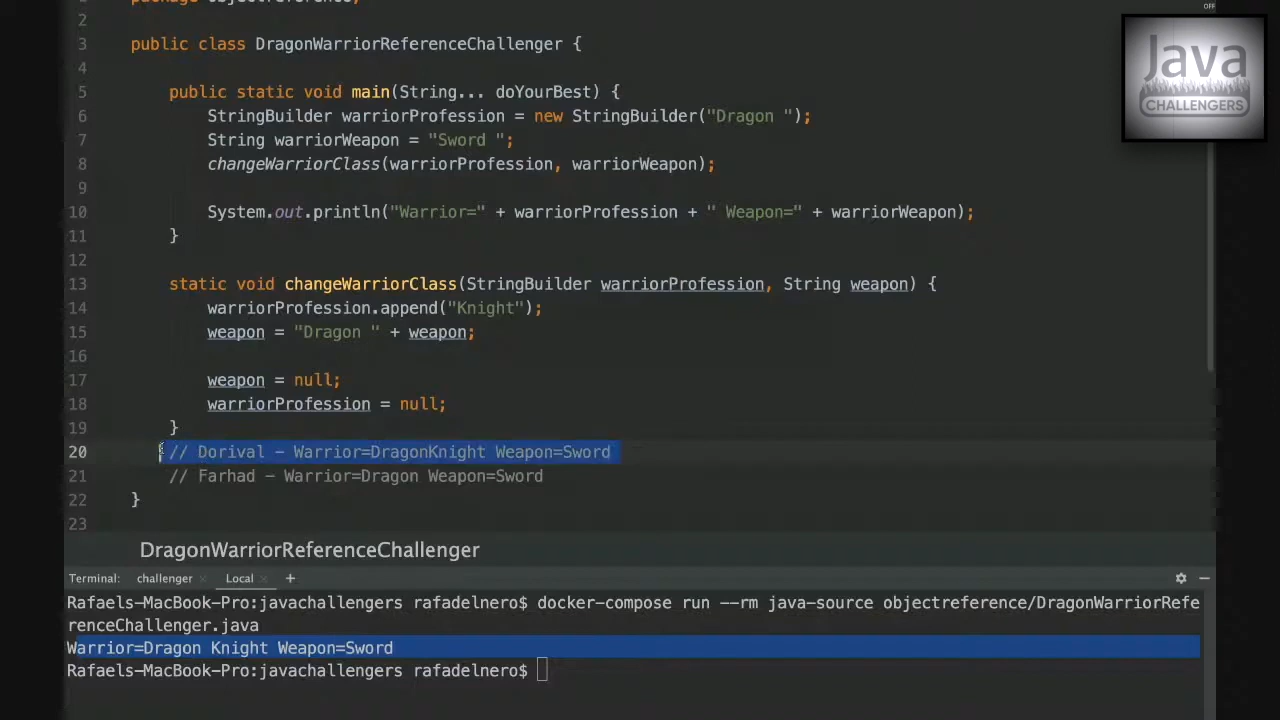 OFF
Java
CHALLENGERS
1 package objectreference;
2
3 public class DragonWarriorReferenceChallenger {
4
5 public static void main(String... doYourBest) {
6 StringBuilder warriorProfession = new StringBuilder("Dragon ");
7 String warriorWeapon = "Sword ";
8 changeWarriorClass(warriorProfession, warriorWeapon);
9
10 System.out.println("Warrior=" + warriorProfession + " Weapon=" + warriorWeapon);
11 }
12
13 static void changeWarriorClass(StringBuilder warriorProfession, String weapon) {
14 warriorProfession.append("Knight");
15 weapon = "Dragon " + weapon;
16
17 weapon = null;
18 warriorProfession = null;
19 }
20 // Dorival - Warrior=DragonKnight Weapon=Sword
21 // Farhad - Warrior=Dragon Weapon=Sword
22 }
23
DragonWarriorReferenceChallenger
Terminal: challenger × Local × +
Rafaels-MacBook-Pro:javachallengers rafadelnero$ docker-compose run --rm java-source objectreference/DragonWarriorRefe
renceChallenger.java
Warrior=Dragon Knight Weapon=Sword
Rafaels-MacBook-Pro:javachallengers rafadelnero$